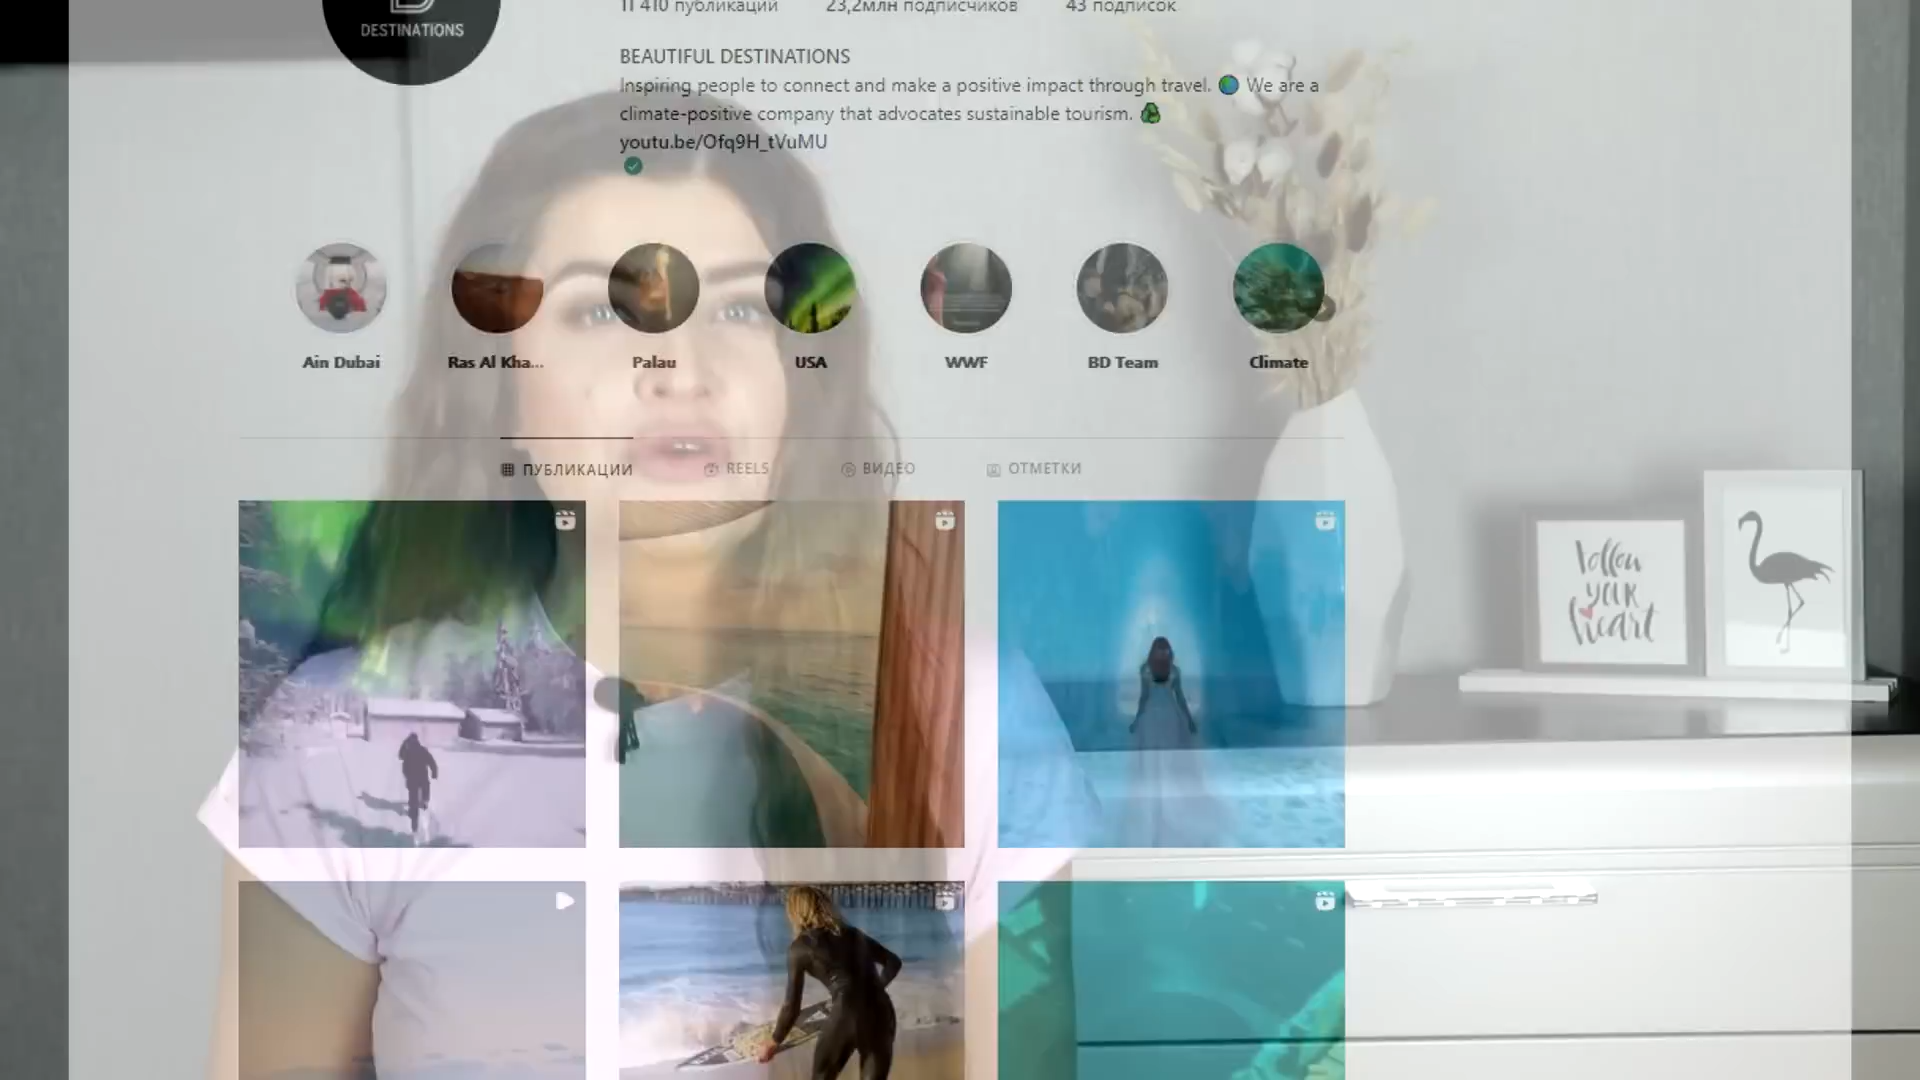 DESTINATIONS
11 410 публикаций 23,2млн подписчиков 43 подписок
BEAUTIFUL DESTINATIONS
Inspiring people to connect and make a positive impact through travel. 🌍 We are a
climate-positive company that advocates sustainable tourism. ♻
youtu.be/Ofq9H_tVuMU
Ain Dubai Ras Al Kha... Palau USA WWF BD Team Climate
ПУБЛИКАЦИИ REELS ВИДЕО ОТМЕТКИ
follow
your
heart